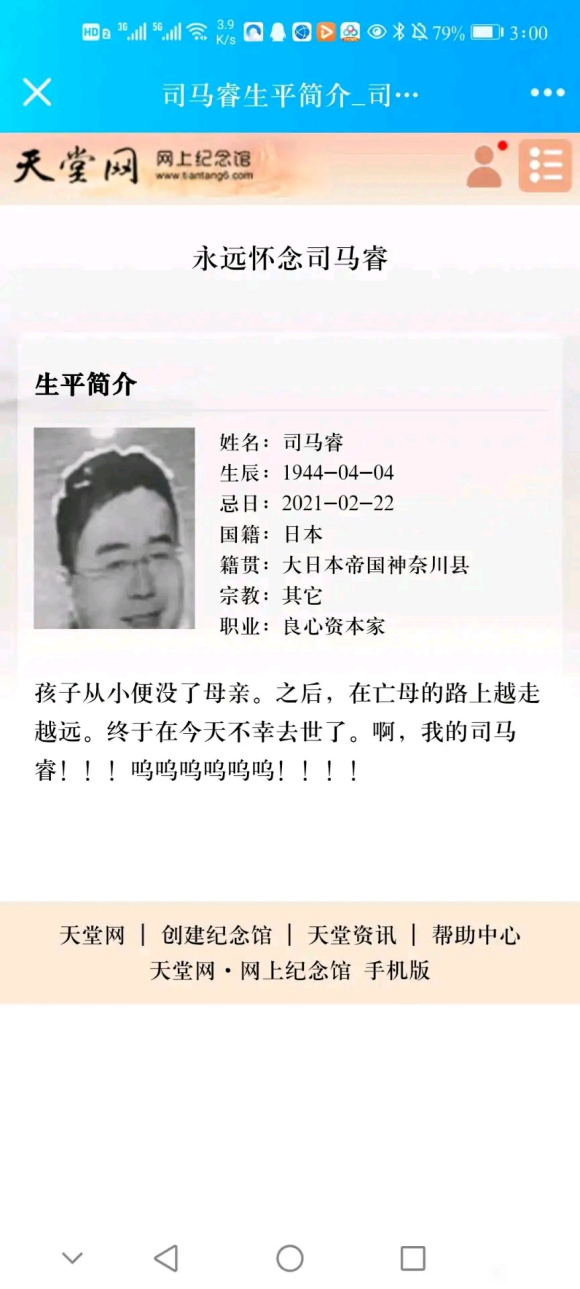 HD 2 3G 5G 3.9 K/s 79% 3:00
司马睿生平简介_司…
天堂网 网上纪念馆
www.tiantang6.com
永远怀念司马睿
生平简介
姓名：司马睿
生辰：1944-04-04
忌日：2021-02-22
国籍：日本
籍贯：大日本帝国神奈川县
宗教：其它
职业：良心资本家
孩子从小便没了母亲。之后，在亡母的路上越走
越远。终于在今天不幸去世了。啊，我的司马
睿！！！呜呜呜呜呜呜！！！！
天堂网 | 创建纪念馆 | 天堂资讯 | 帮助中心
天堂网·网上纪念馆 手机版